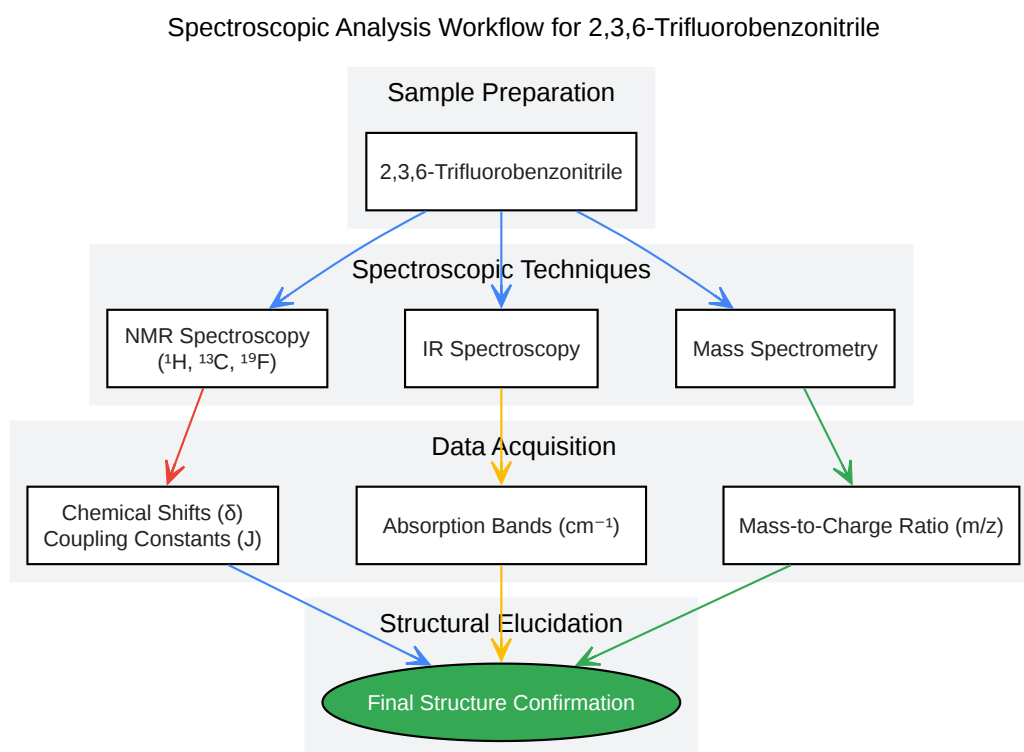 Spectroscopic Analysis Workflow for 2,3,6-Trifluorobenzonitrile
Sample Preparation
2,3,6-Trifluorobenzonitrile
Spectroscopic Techniques
NMR Spectroscopy
(¹H, ¹³C, ¹⁹F)
IR Spectroscopy
Mass Spectrometry
Data Acquisition
Chemical Shifts (δ)
Coupling Constants (J)
Absorption Bands (cm⁻¹)
Mass-to-Charge Ratio (m/z)
Structural Elucidation
Final Structure Confirmation